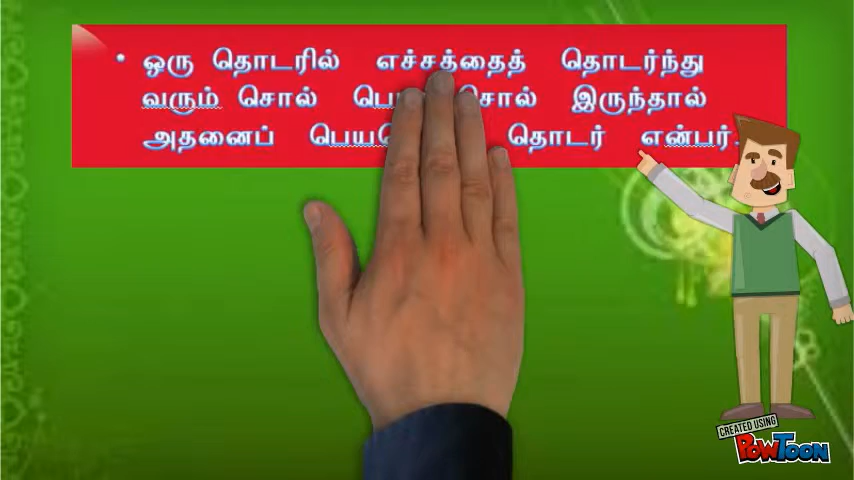 • ஒரு தொடரில் எச்சத்தைத் தொடர்ந்து
வரும் சொல் இருந்தால்
அதனைப் தொடர் என்பர்.
CREATED USING
POWTOON